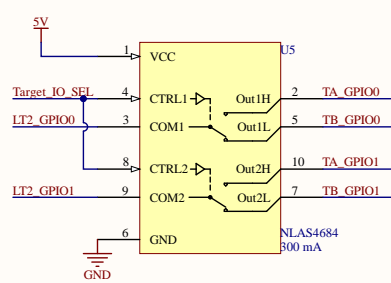 5V
U5
1 VCC
Target_IO_SEL 4 CTRL1 Out1H 2 TA_GPIO0
LT2_GPIO0 3 COM1 Out1L 5 TB_GPIO0
8 CTRL2 Out2H 10 TA_GPIO1
LT2_GPIO1 9 COM2 Out2L 7 TB_GPIO1
6 GND
NLAS4684
300 mA
GND